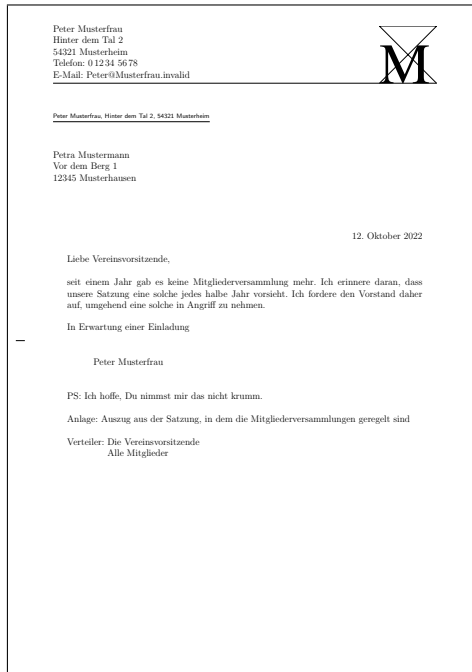 Peter Musterfrau
Hinter dem Tal 2
54321 Musterheim
Telefon: 0 12 34 56 78
E-Mail: Peter@Musterfrau.invalid
M
Peter Musterfrau, Hinter dem Tal 2, 54321 Musterheim
Petra Mustermann
Vor dem Berg 1
12345 Musterhausen
12. Oktober 2022
Liebe Vereinsvorsitzende,
seit einem Jahr gab es keine Mitgliederversammlung mehr. Ich erinnere daran, dass
unsere Satzung eine solche jedes halbe Jahr vorsieht. Ich fordere den Vorstand daher
auf, umgehend eine solche in Angriff zu nehmen.
In Erwartung einer Einladung
Peter Musterfrau
PS: Ich hoffe, Du nimmst mir das nicht krumm.
Anlage: Auszug aus der Satzung, in dem die Mitgliederversammlungen geregelt sind
Verteiler: Die Vereinsvorsitzende
Alle Mitglieder